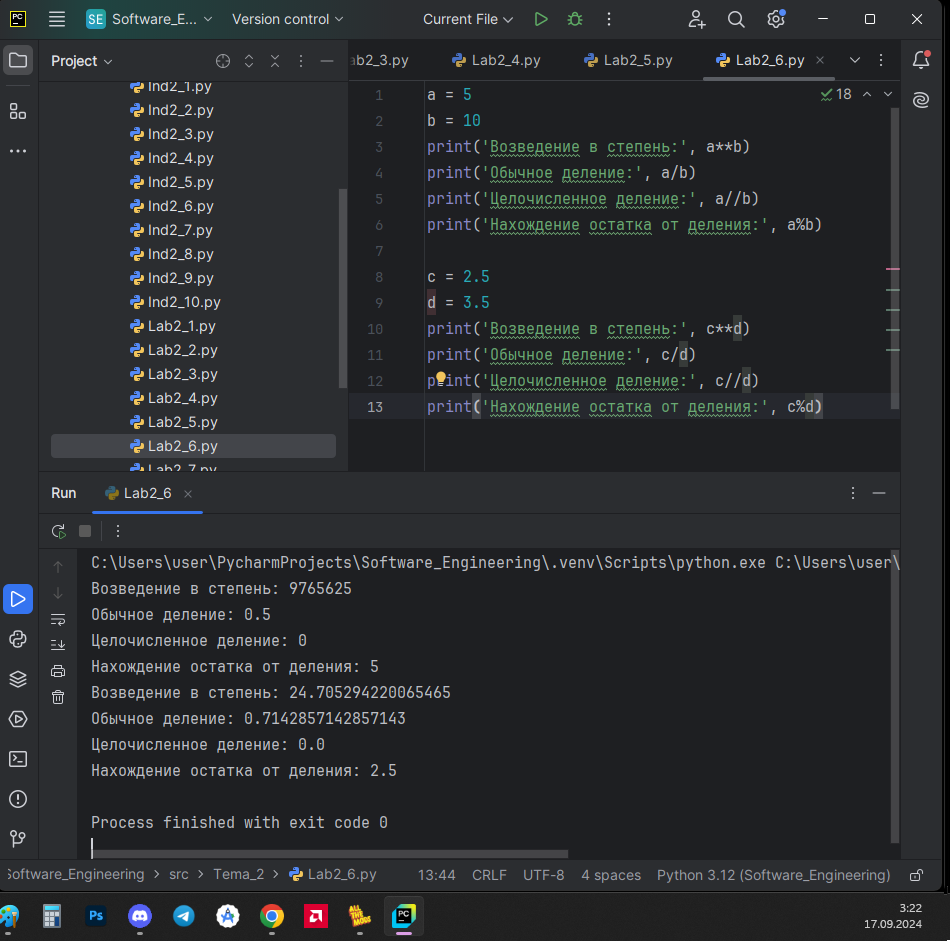 PC
SE Software_E... Version control Current File
Project
ab2_3.py Lab2_4.py Lab2_5.py Lab2_6.py
Ind2_1.py
Ind2_2.py
Ind2_3.py
Ind2_4.py
Ind2_5.py
Ind2_6.py
Ind2_7.py
Ind2_8.py
Ind2_9.py
Ind2_10.py
Lab2_1.py
Lab2_2.py
Lab2_3.py
Lab2_4.py
Lab2_5.py
Lab2_6.py
Lab2_7.py
18
1 a = 5
2 b = 10
3 print('Возведение в степень:', a**b)
4 print('Обычное деление:', a/b)
5 print('Целочисленное деление:', a//b)
6 print('Нахождение остатка от деления:', a%b)
7
8 c = 2.5
9 d = 3.5
10 print('Возведение в степень:', c**d)
11 print('Обычное деление:', c/d)
12 print('Целочисленное деление:', c//d)
13 print('Нахождение остатка от деления:', c%d)
Run Lab2_6
C:\Users\user\PycharmProjects\Software_Engineering\.venv\Scripts\python.exe C:\Users\user\
Возведение в степень: 9765625
Обычное деление: 0.5
Целочисленное деление: 0
Нахождение остатка от деления: 5
Возведение в степень: 24.705294220065465
Обычное деление: 0.7142857142857143
Целочисленное деление: 0.0
Нахождение остатка от деления: 2.5
Process finished with exit code 0
Software_Engineering > src > Tema_2 > Lab2_6.py 13:44 CRLF UTF-8 4 spaces Python 3.12 (Software_Engineering)
Ps ALL THE MODS PC
3:22
17.09.2024